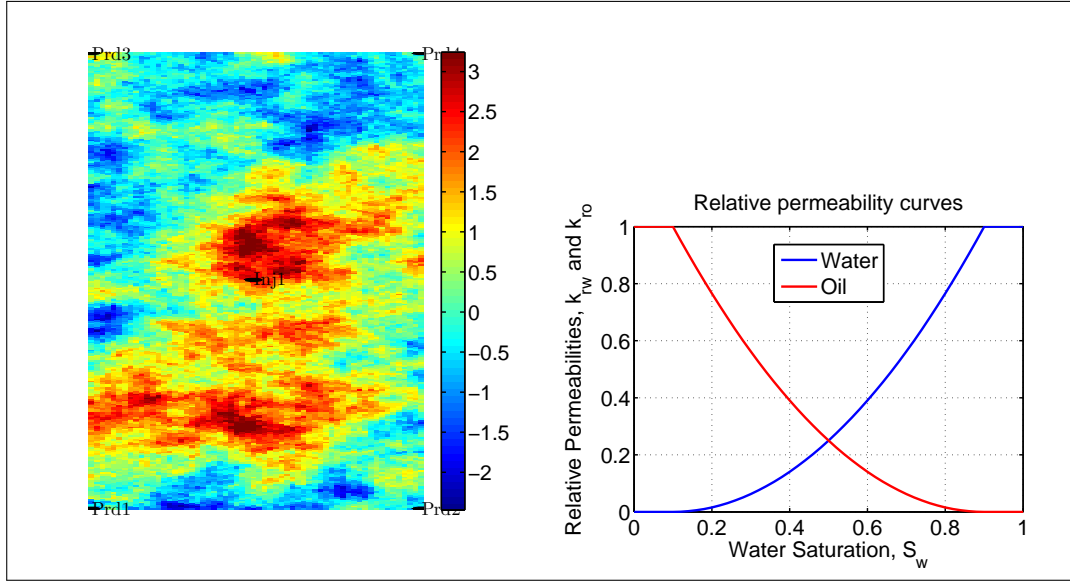 Prd3
Prd4
3
2.5
2
1.5
1
0.5
0
−0.5
−1
−1.5
−2
Inj1
Prd1
Prd2
Relative permeability curves
Relative Permeabilities, k_rw and k_ro
1
0.8
0.6
0.4
0.2
0
Water
Oil
0
0.2
0.4
0.6
0.8
1
Water Saturation, S_w